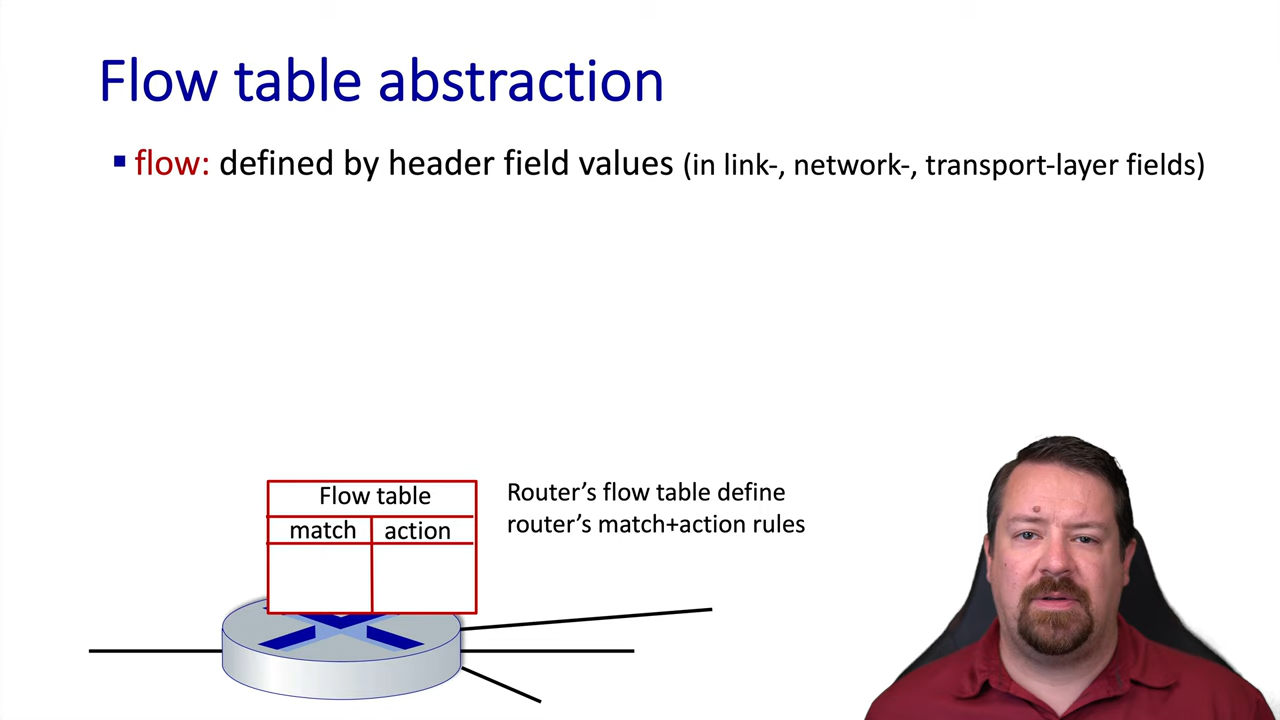 Flow table abstraction
flow: defined by header field values (in link-, network-, transport-layer fields)
Flow table
match action
Router's flow table define
router's match+action rules